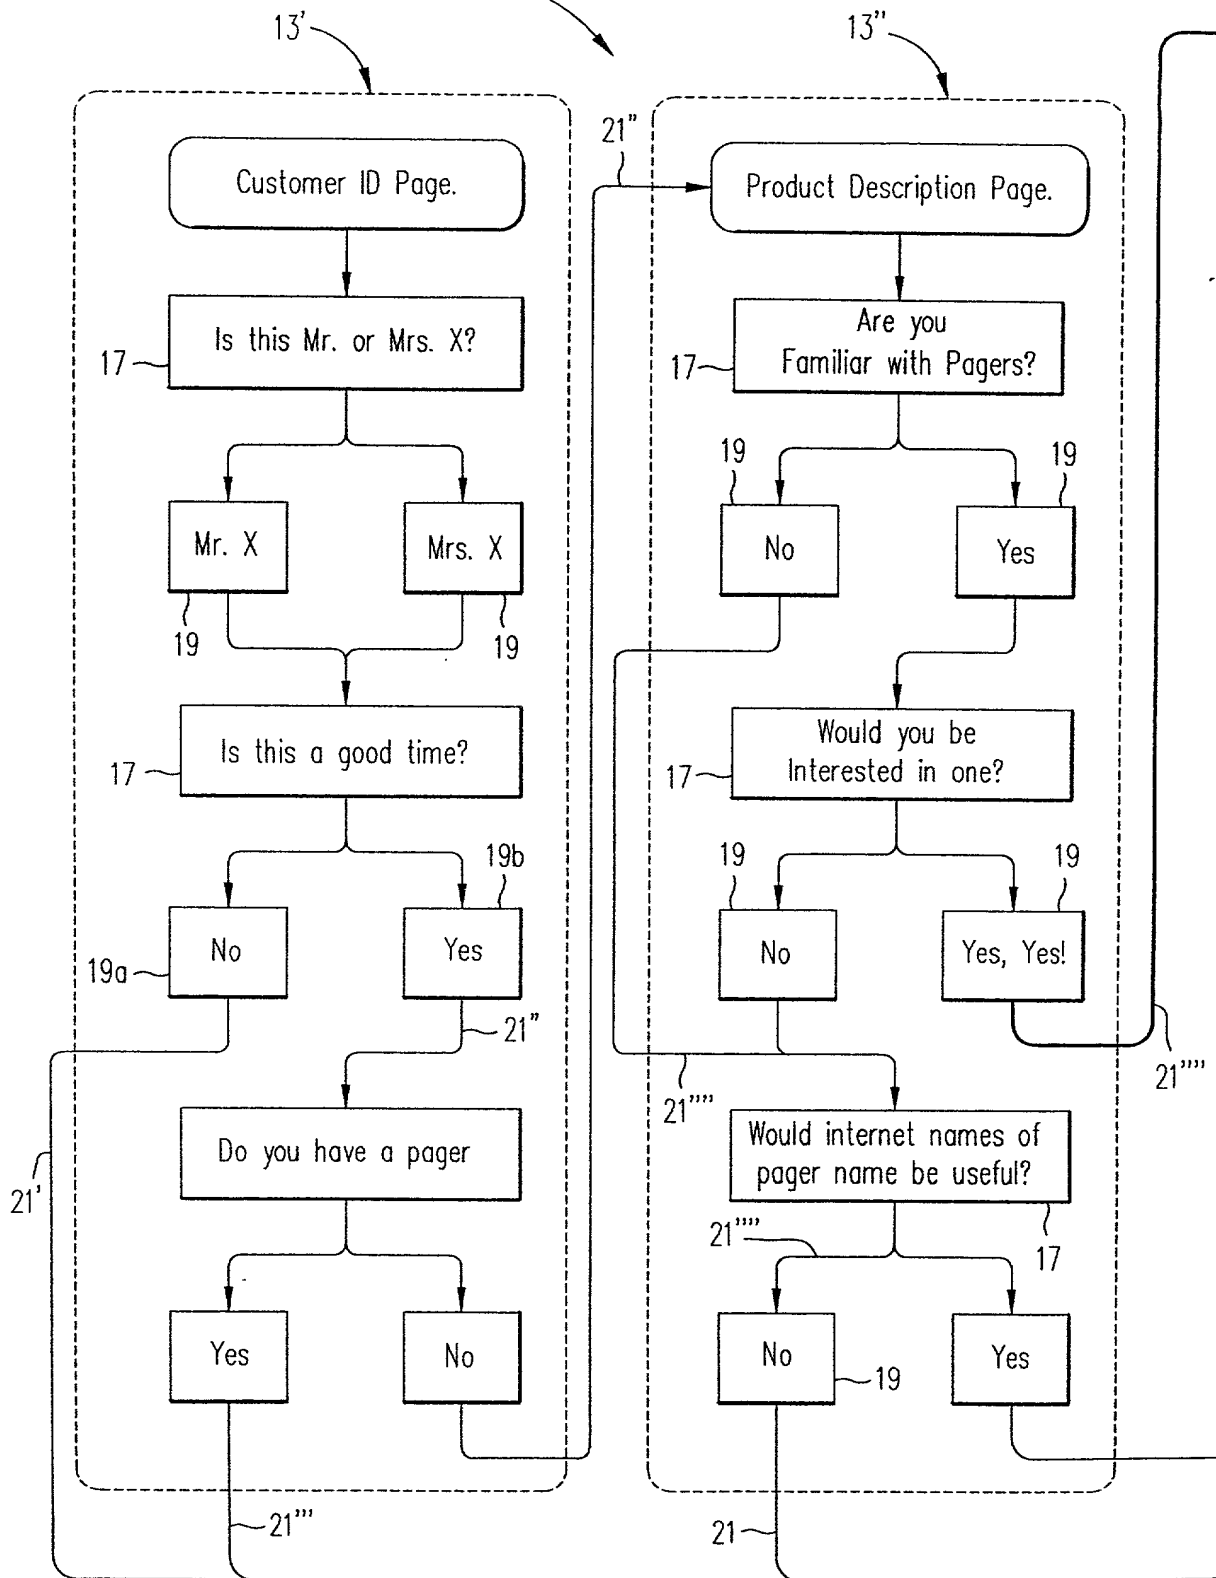 13'
Customer ID Page.
Is this Mr. or Mrs. X?
17
Mr. X
Mrs. X
19
19
Is this a good time?
17
19b
No
Yes
19a
21"
Do you have a pager
21'
Yes
No
21'''
13"
21"
Product Description Page.
Are you
Familiar with Pagers?
17
19
19
No
Yes
Would you be
Interested in one?
17
19
19
No
Yes, Yes!
21''''
21''''
Would internet names of
pager name be useful?
21''''
17
No
Yes
19
21